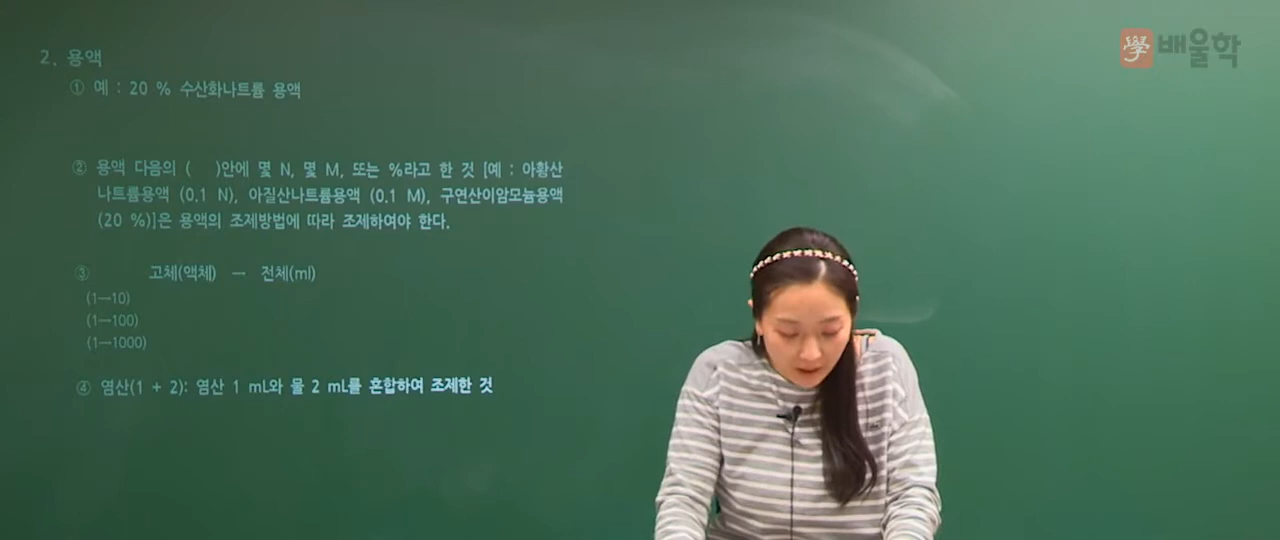 學 배울학
2. 용액
① 예 : 20 % 수산화나트륨 용액
② 용액 다음의 (   )안에 몇 N, 몇 M, 또는 %라고 한 것 [예 : 아황산
나트륨용액 (0.1 N), 아질산나트륨용액 (0.1 M), 구연산이암모늄용액
(20 %)]은 용액의 조제방법에 따라 조제하여야 한다.
③ 고체(액체) → 전체(ml)
(1→10)
(1→100)
(1→1000)
④ 염산(1 + 2): 염산 1 mL와 물 2 mL를 혼합하여 조제한 것